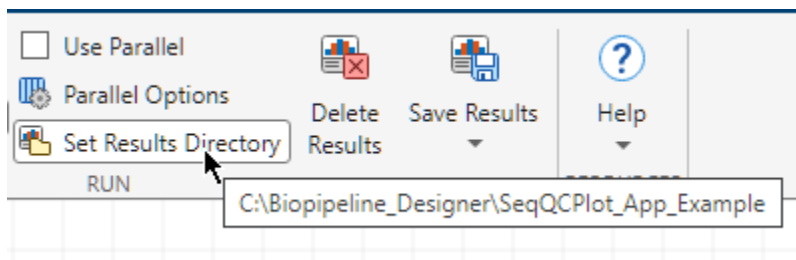 Use Parallel
Parallel Options
Set Results Directory
Delete
Results
Save Results
Help
RUN
C:\Biopipeline_Designer\SeqQCPlot_App_Example